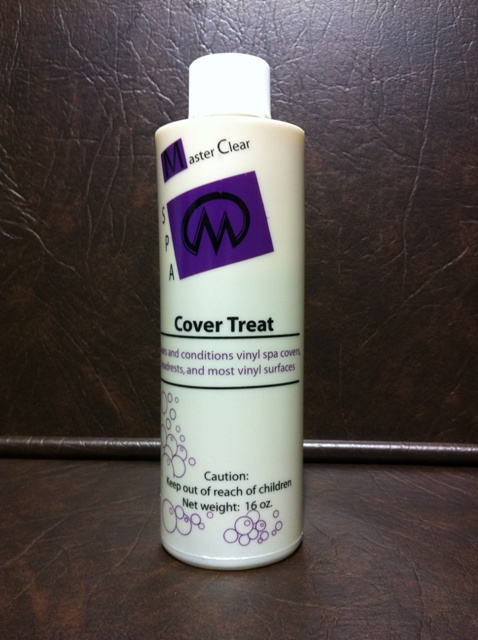 Master Clear
SPA
Cover Treat
and conditions vinyl spa covers,
and most vinyl surfaces
Caution:
Keep out of reach of children
Net weight: 16 oz.